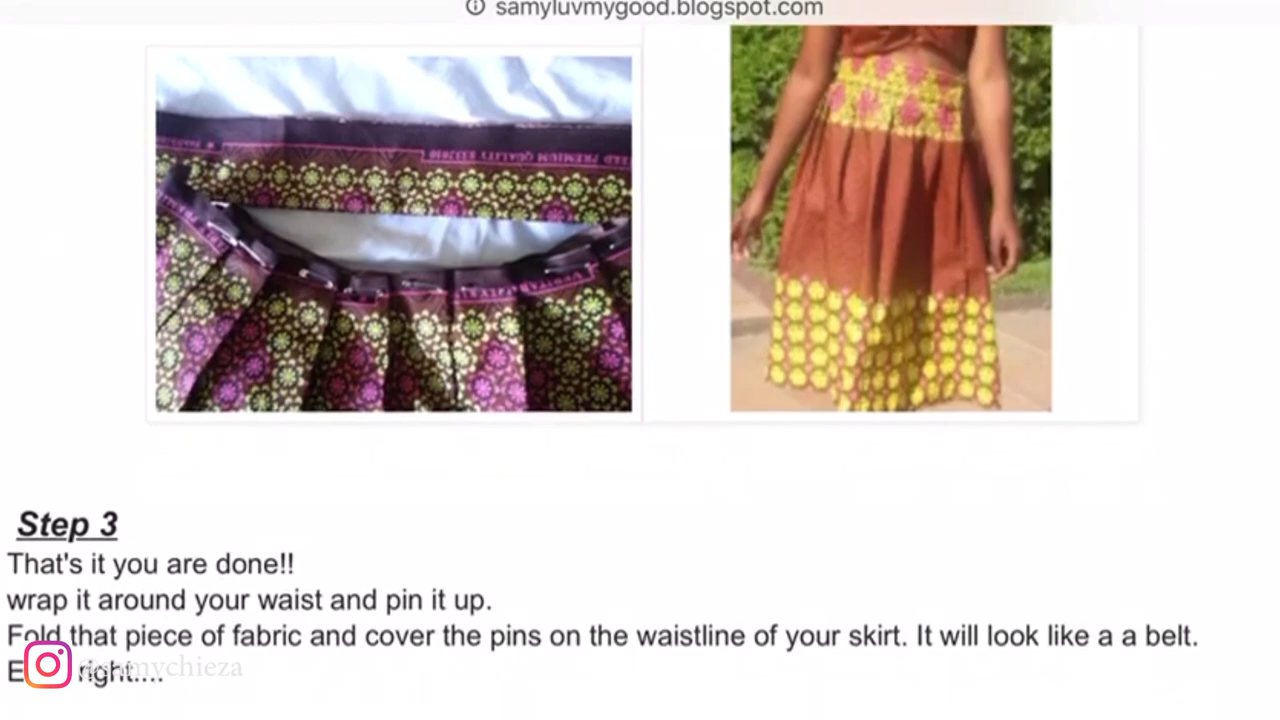 samyluvmygood.blogspot.com
Step 3
That's it you are done!!
wrap it around your waist and pin it up.
Fold that piece of fabric and cover the pins on the waistline of your skirt. It will look like a a belt.
right....
@samychieza